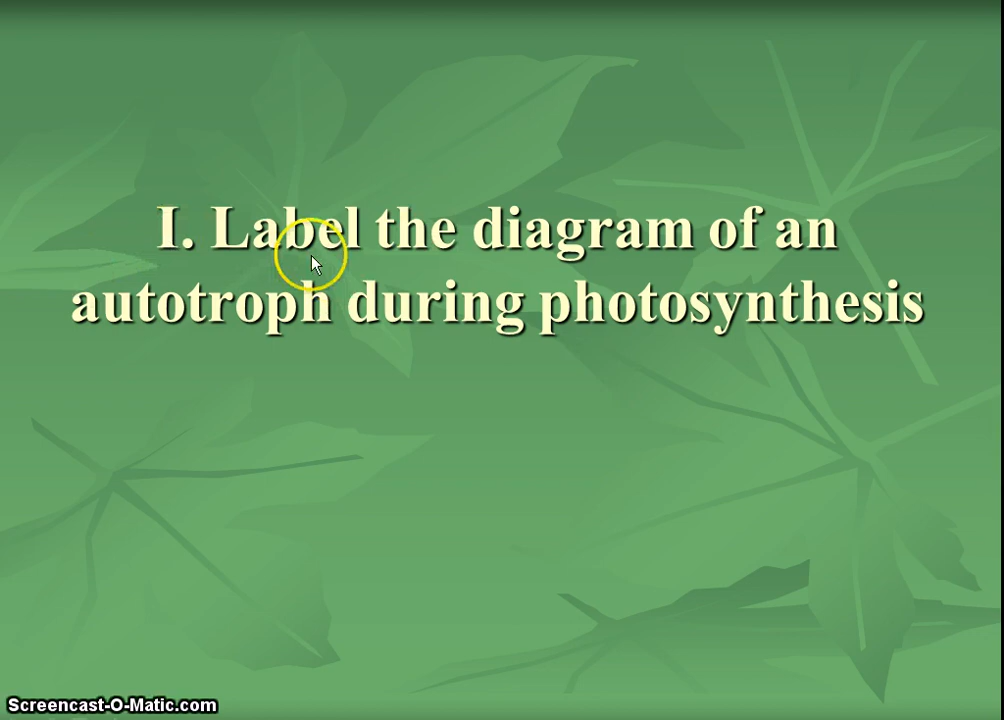 I. Label the diagram of an
autotroph during photosynthesis
Screencast-O-Matic.com